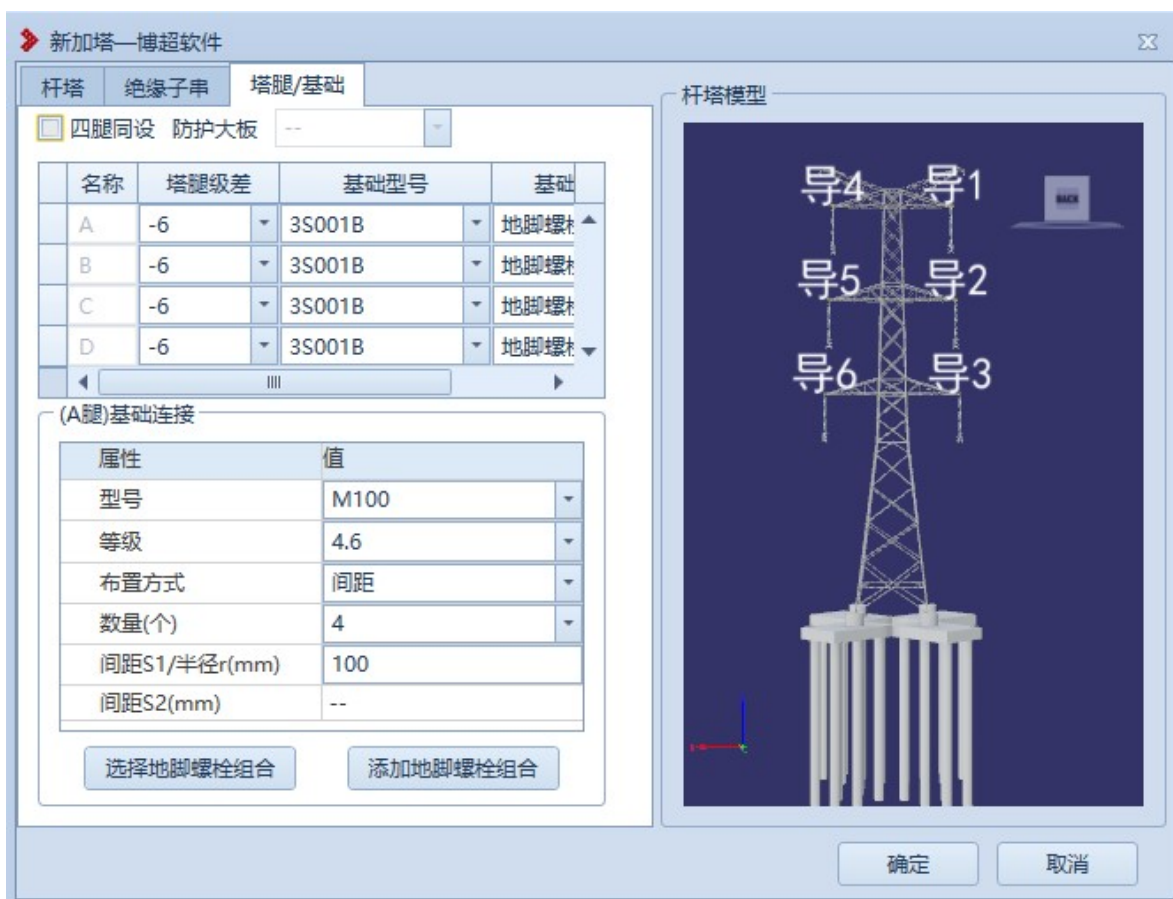 新加塔—博超软件
杆塔 绝缘子串 塔腿/基础
四腿同设 防护大板 --
名称 塔腿级差 基础型号 基础
A -6 3S001B 地脚螺
B -6 3S001B 地脚螺
C -6 3S001B 地脚螺
D -6 3S001B 地脚螺
(A腿)基础连接
属性 值
型号 M100
等级 4.6
布置方式 间距
数量(个) 4
间距S1/半径r(mm) 100
间距S2(mm) --
选择地脚螺栓组合 添加地脚螺栓组合
杆塔模型
导4 导1
BACK
导5 导2
导6 导3
确定 取消